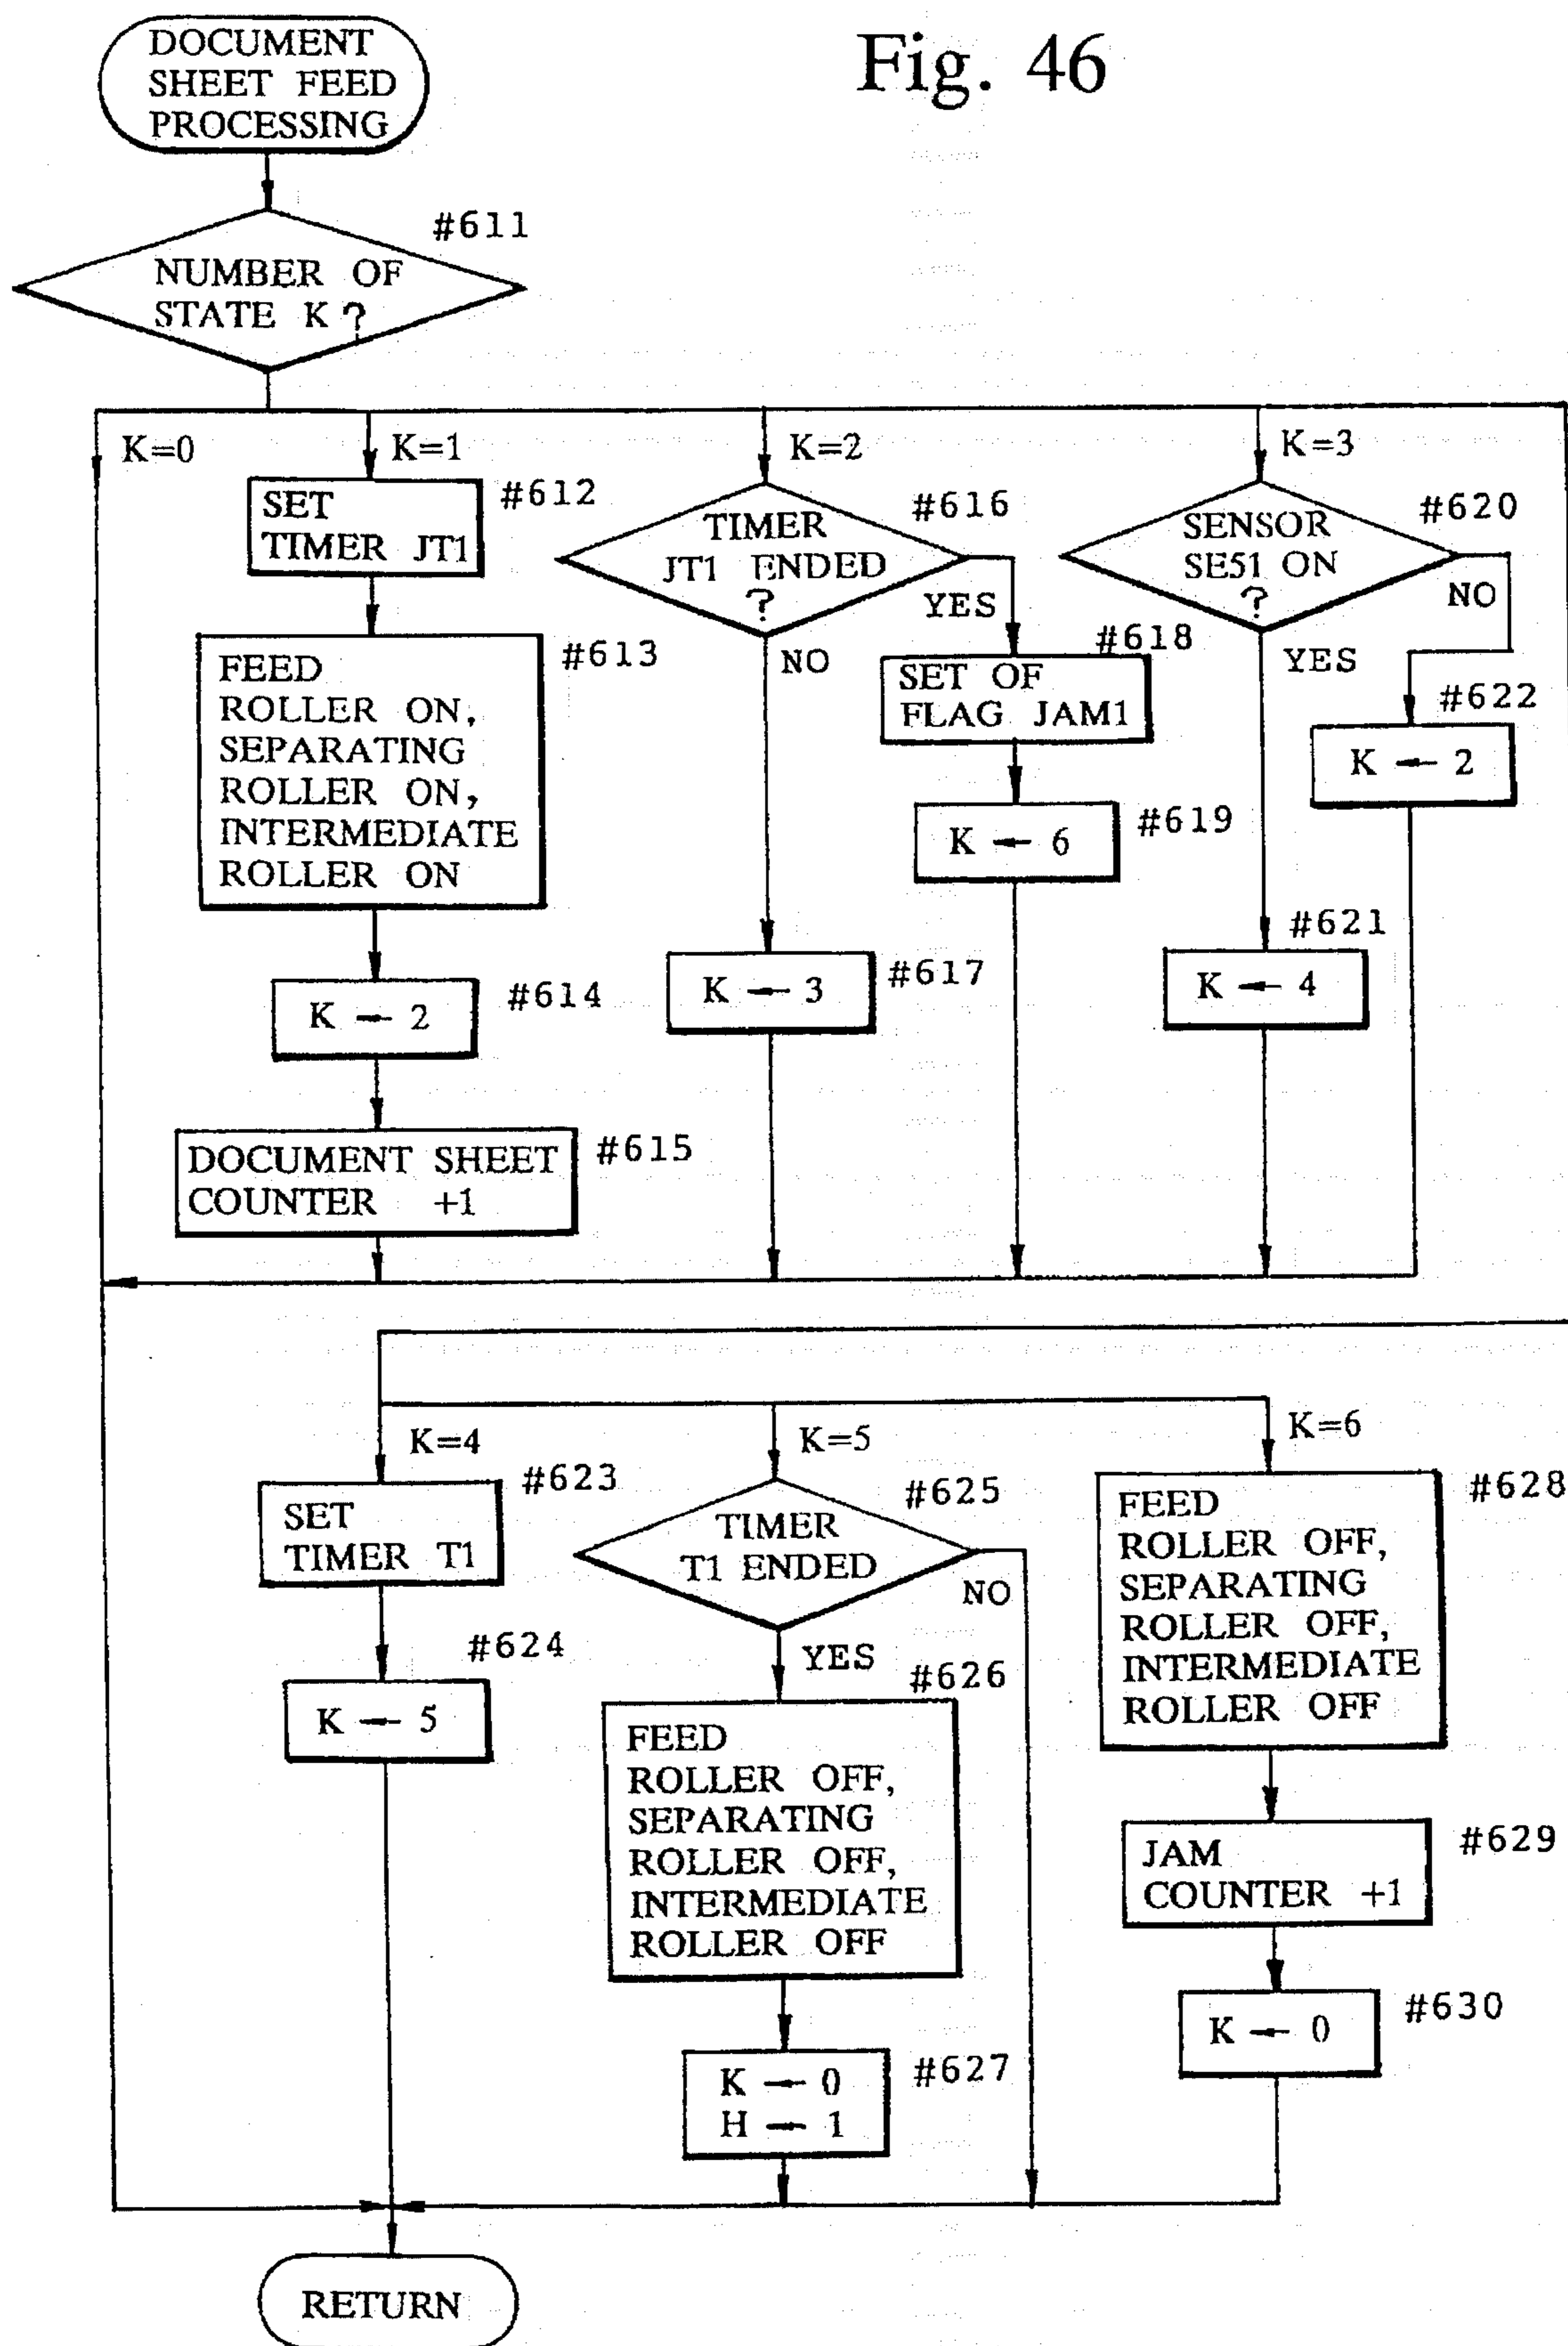 Fig. 46
DOCUMENT
SHEET FEED
PROCESSING
#611
NUMBER OF
STATE K ?
K=0
K=1
SET
TIMER JT1
#612
FEED
ROLLER ON,
SEPARATING
ROLLER ON,
INTERMEDIATE
ROLLER ON
#613
K ← 2
#614
DOCUMENT SHEET
COUNTER +1
#615
K=2
TIMER
JT1 ENDED
?
#616
YES
NO
#618
SET OF
FLAG JAM1
K ← 6
#619
K ← 3
#617
K=3
SENSOR
SE51 ON
?
#620
NO
YES
#622
K ← 2
#621
K ← 4
K=4
#623
SET
TIMER T1
#624
K ← 5
K=5
#625
TIMER
T1 ENDED
NO
YES
#626
FEED
ROLLER OFF,
SEPARATING
ROLLER OFF,
INTERMEDIATE
ROLLER OFF
K ← 0
H ← 1
#627
K=6
#628
FEED
ROLLER OFF,
SEPARATING
ROLLER OFF,
INTERMEDIATE
ROLLER OFF
JAM
COUNTER +1
#629
K ← 0
#630
RETURN